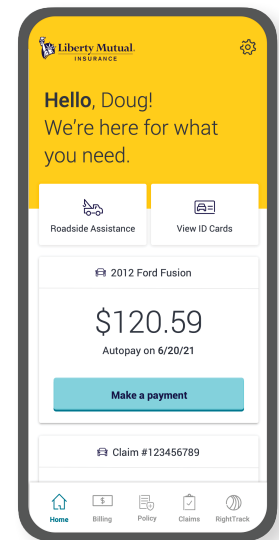 Liberty Mutual.
INSURANCE
Hello, Doug!
We're here for what
you need.
Roadside Assistance
View ID Cards
2012 Ford Fusion
$120.59
Autopay on 6/20/21
Make a payment
Claim #123456789
Home
Billing
Policy
Claims
RightTrack